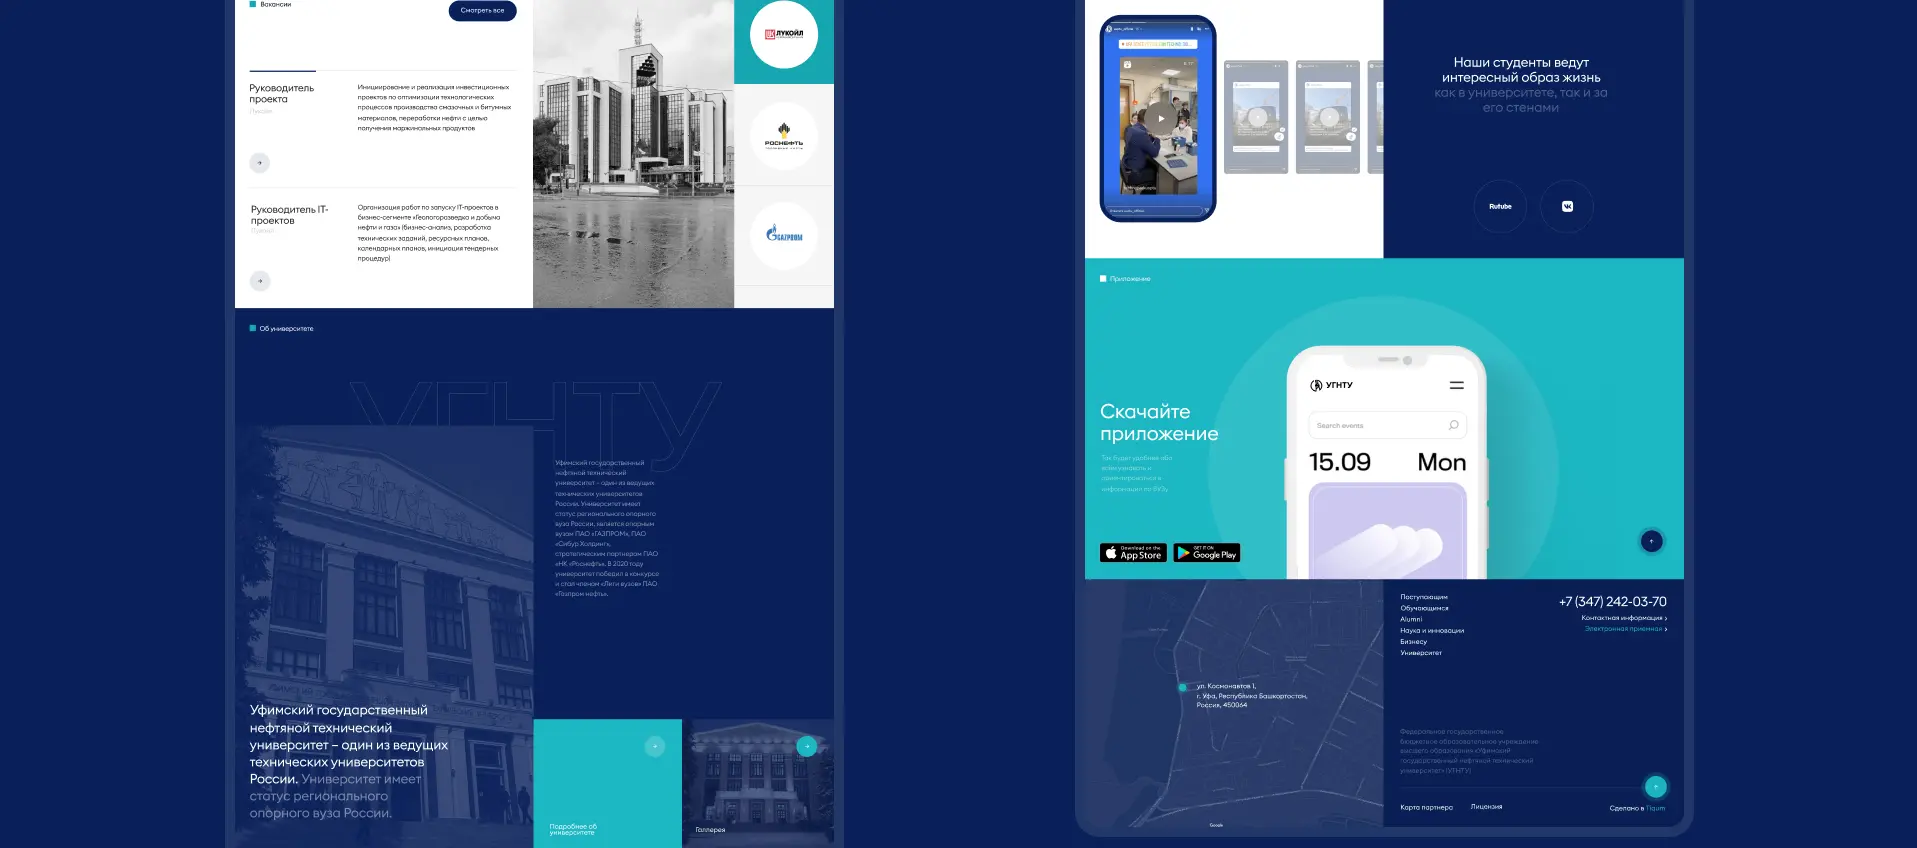 Вакансии
Смотреть все
Руководитель
проекта
Инициирование и реализация инвестиционных
проектов по оптимизации технологических
процессов производства смазочных и битумных
материалов, переработки нефти с целью
получения маржинальных продуктов
Руководитель IT-
проектов
Организация работ по запуску IT-проектов в
бизнес-сегменте «Геологоразведка и добыча
нефти и газа» (бизнес-анализ, разработка
технических заданий, ресурсных планов,
календарных планов, инициация тендерных
процедур)
ЛУКОЙЛ
РОСНЕФТЬ
ГАЗПРОМ
Об университете
УГНТУ
Уфимский государственный
нефтяной технический
университет – один из ведущих
технических университетов
России. Университет имеет
статус регионального опорного
вуза России, является опорным
вузом ПАО «ГАЗПРОМ», ПАО
«Сибур Холдинг»,
стратегическим партнером ПАО
«НК «Роснефть». В 2020 году
университет победил в конкурсе
и стал членом «Лиги вузов» ПАО
«Газпром нефть».
Уфимский государственный
нефтяной технический
университет – один из ведущих
технических университетов
России. Университет имеет
статус регионального
опорного вуза России.
Подробнее об
университете
Галлерея
Наши студенты ведут
интересный образ жизнь
как в университете, так и за
его стенами
Rutube
Приложение
Скачайте
приложение
Так будет удобнее абы
информации по ВУЗу
Download on the
App Store
GET IT ON
Google Play
УГНТУ
Search events
15.09 Mon
ул. Космонавтов 1,
г. Уфа, Республика Башкортостан,
Россия, 450064
Google
Поступающим
Обучающимся
Alumni
Наука и инновации
Бизнесу
Университет
+7 (347) 242-03-70
Контактная информация
Электронная приемная
Федеральное государственное
бюджетное образовательное учреждение
высшего образования «Уфимский
государственный нефтяной технический
университет» (УГНТУ)
Карта партнера
Лицензия
Сделано в Паит